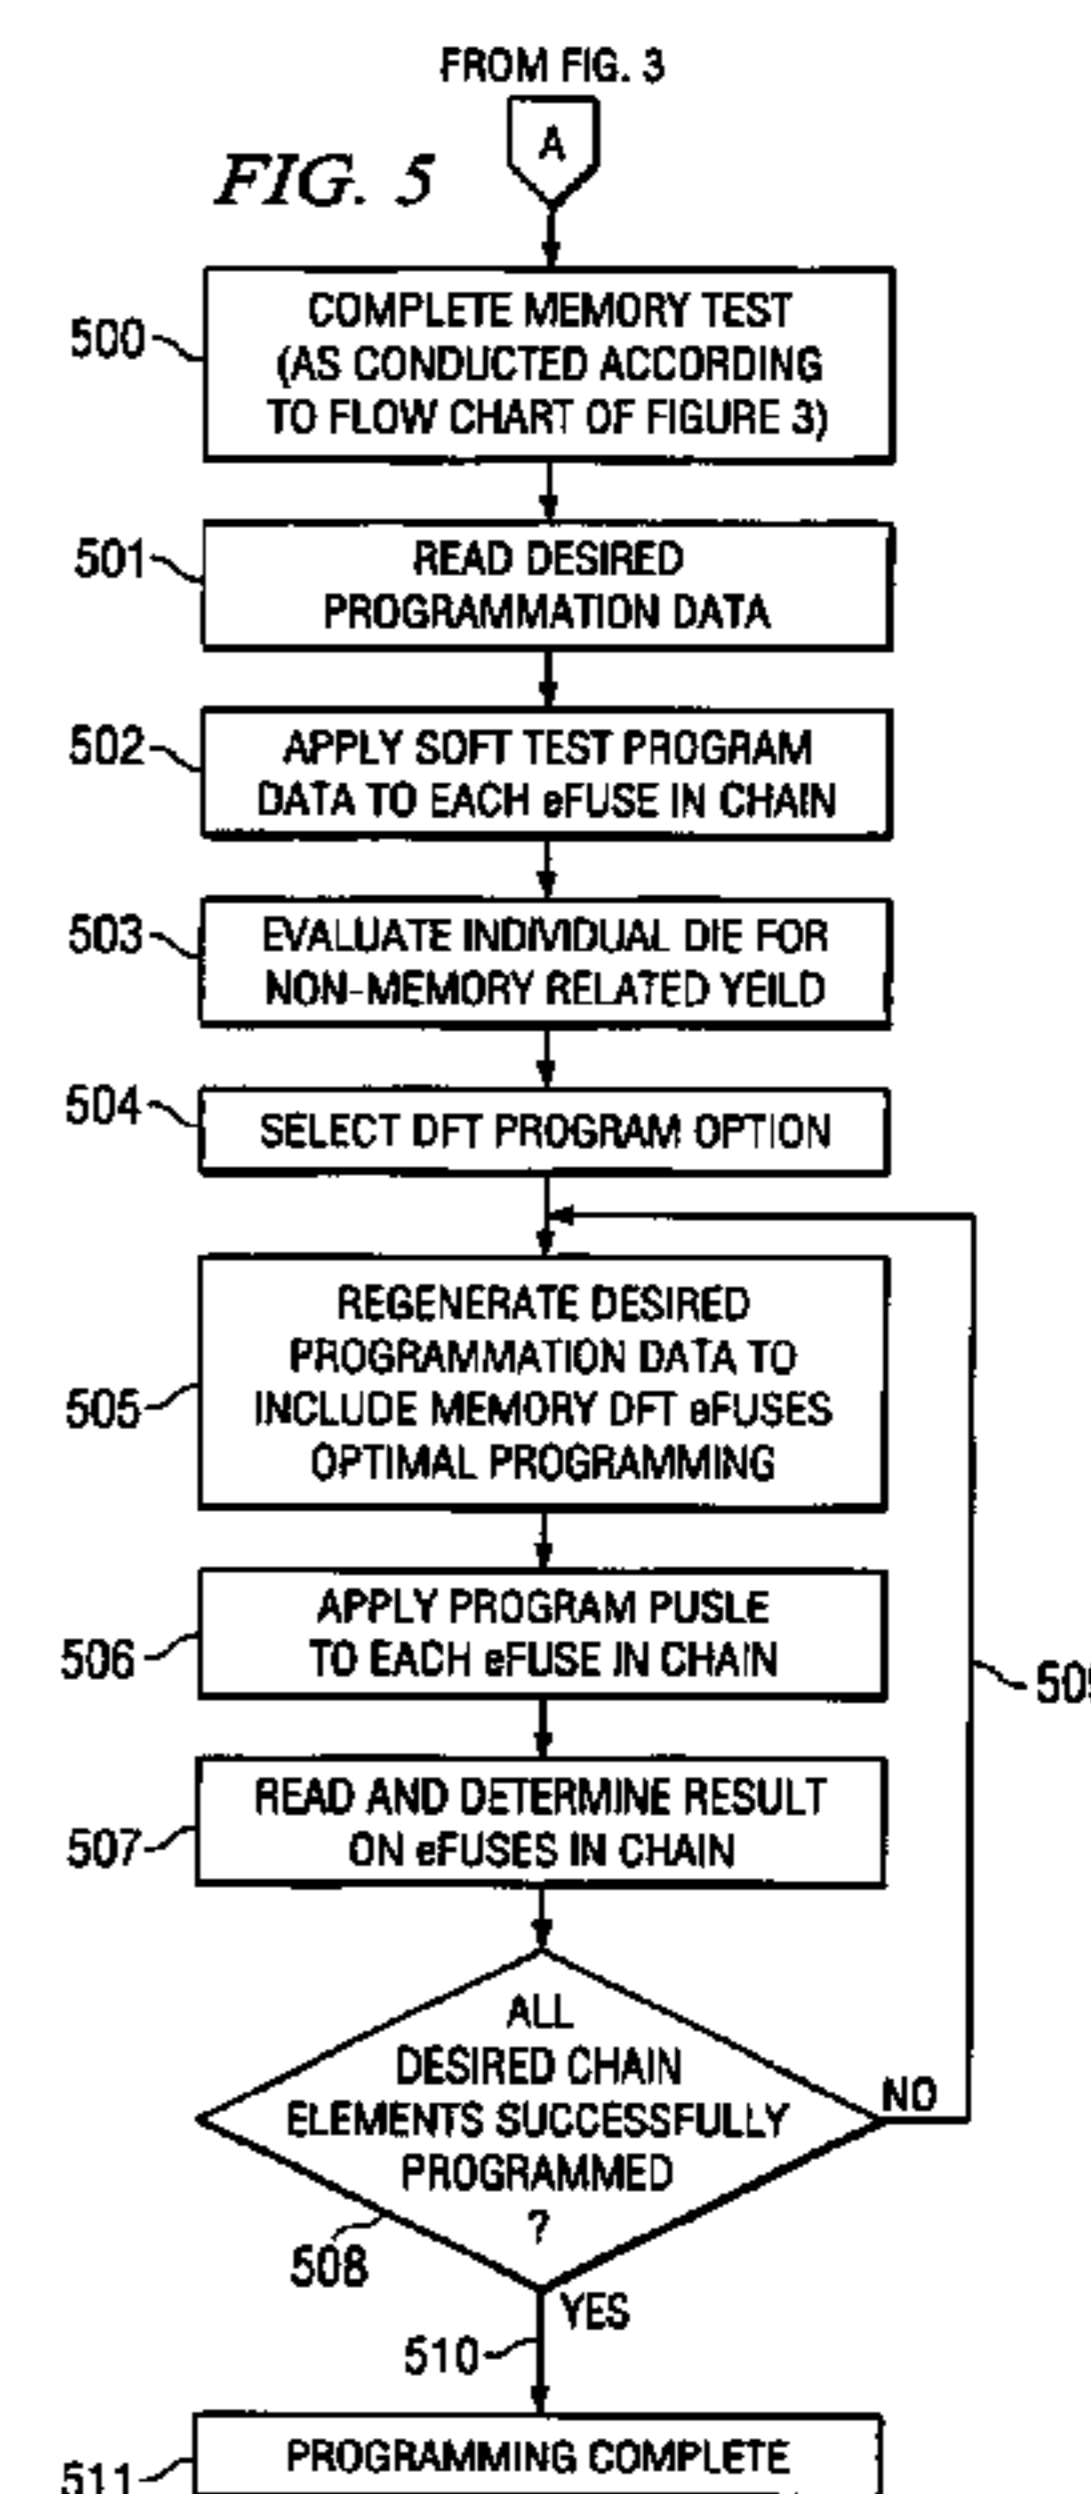 FROM FIG. 3
A
FIG. 5
500
COMPLETE MEMORY TEST
(AS CONDUCTED ACCORDING
TO FLOW CHART OF FIGURE 3)
501
READ DESIRED
PROGRAMMATION DATA
502
APPLY SOFT TEST PROGRAM
DATA TO EACH eFUSE IN CHAIN
503
EVALUATE INDIVIDUAL DIE FOR
NON-MEMORY RELATED YEILD
504
SELECT DFT PROGRAM OPTION
505
REGENERATE DESIRED
PROGRAMMATION DATA TO
INCLUDE MEMORY DFT eFUSES
OPTIMAL PROGRAMMING
506
APPLY PROGRAM PUSLE
TO EACH eFUSE IN CHAIN
507
READ AND DETERMINE RESULT
ON eFUSES IN CHAIN
ALL
DESIRED CHAIN
ELEMENTS SUCCESSFULLY
PROGRAMMED
?
NO
508
YES
510
511
PROGRAMMING COMPLETE